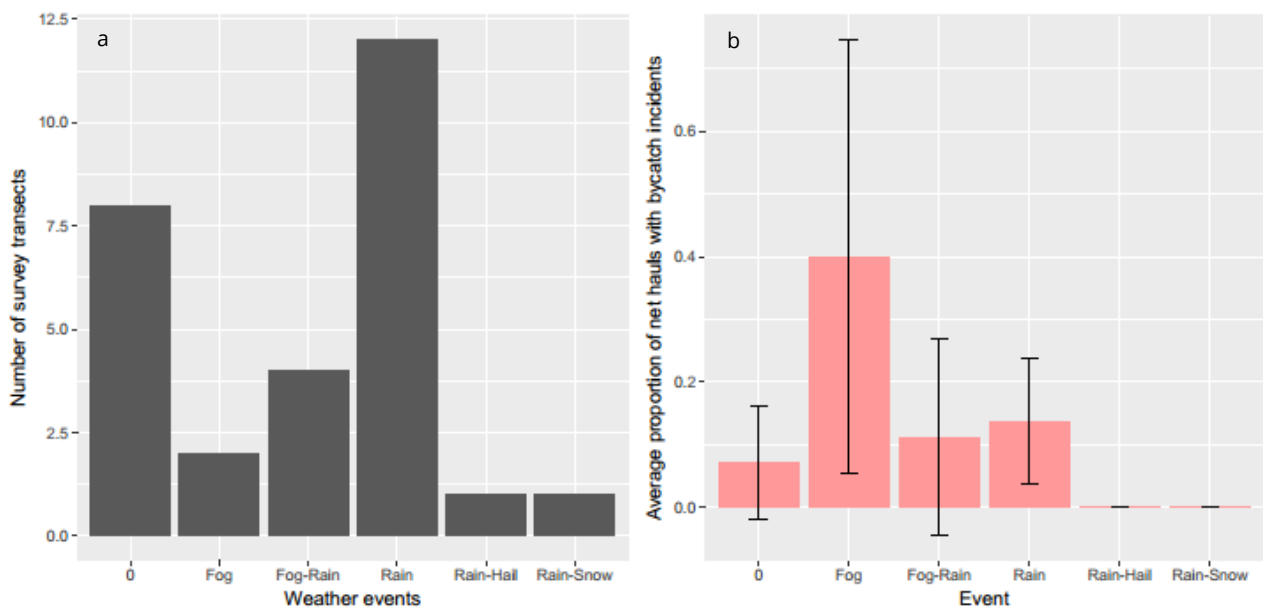 a
Number of survey transects
12.5
10.0
7.5
5.0
2.5
0.0
0 Fog Fog-Rain Rain Rain-Hail Rain-Snow
Weather events
b
Average proportion of net hauls with bycatch incidents
0.6
0.4
0.2
0.0
0 Fog Fog-Rain Rain Rain-Hail Rain-Snow
Event